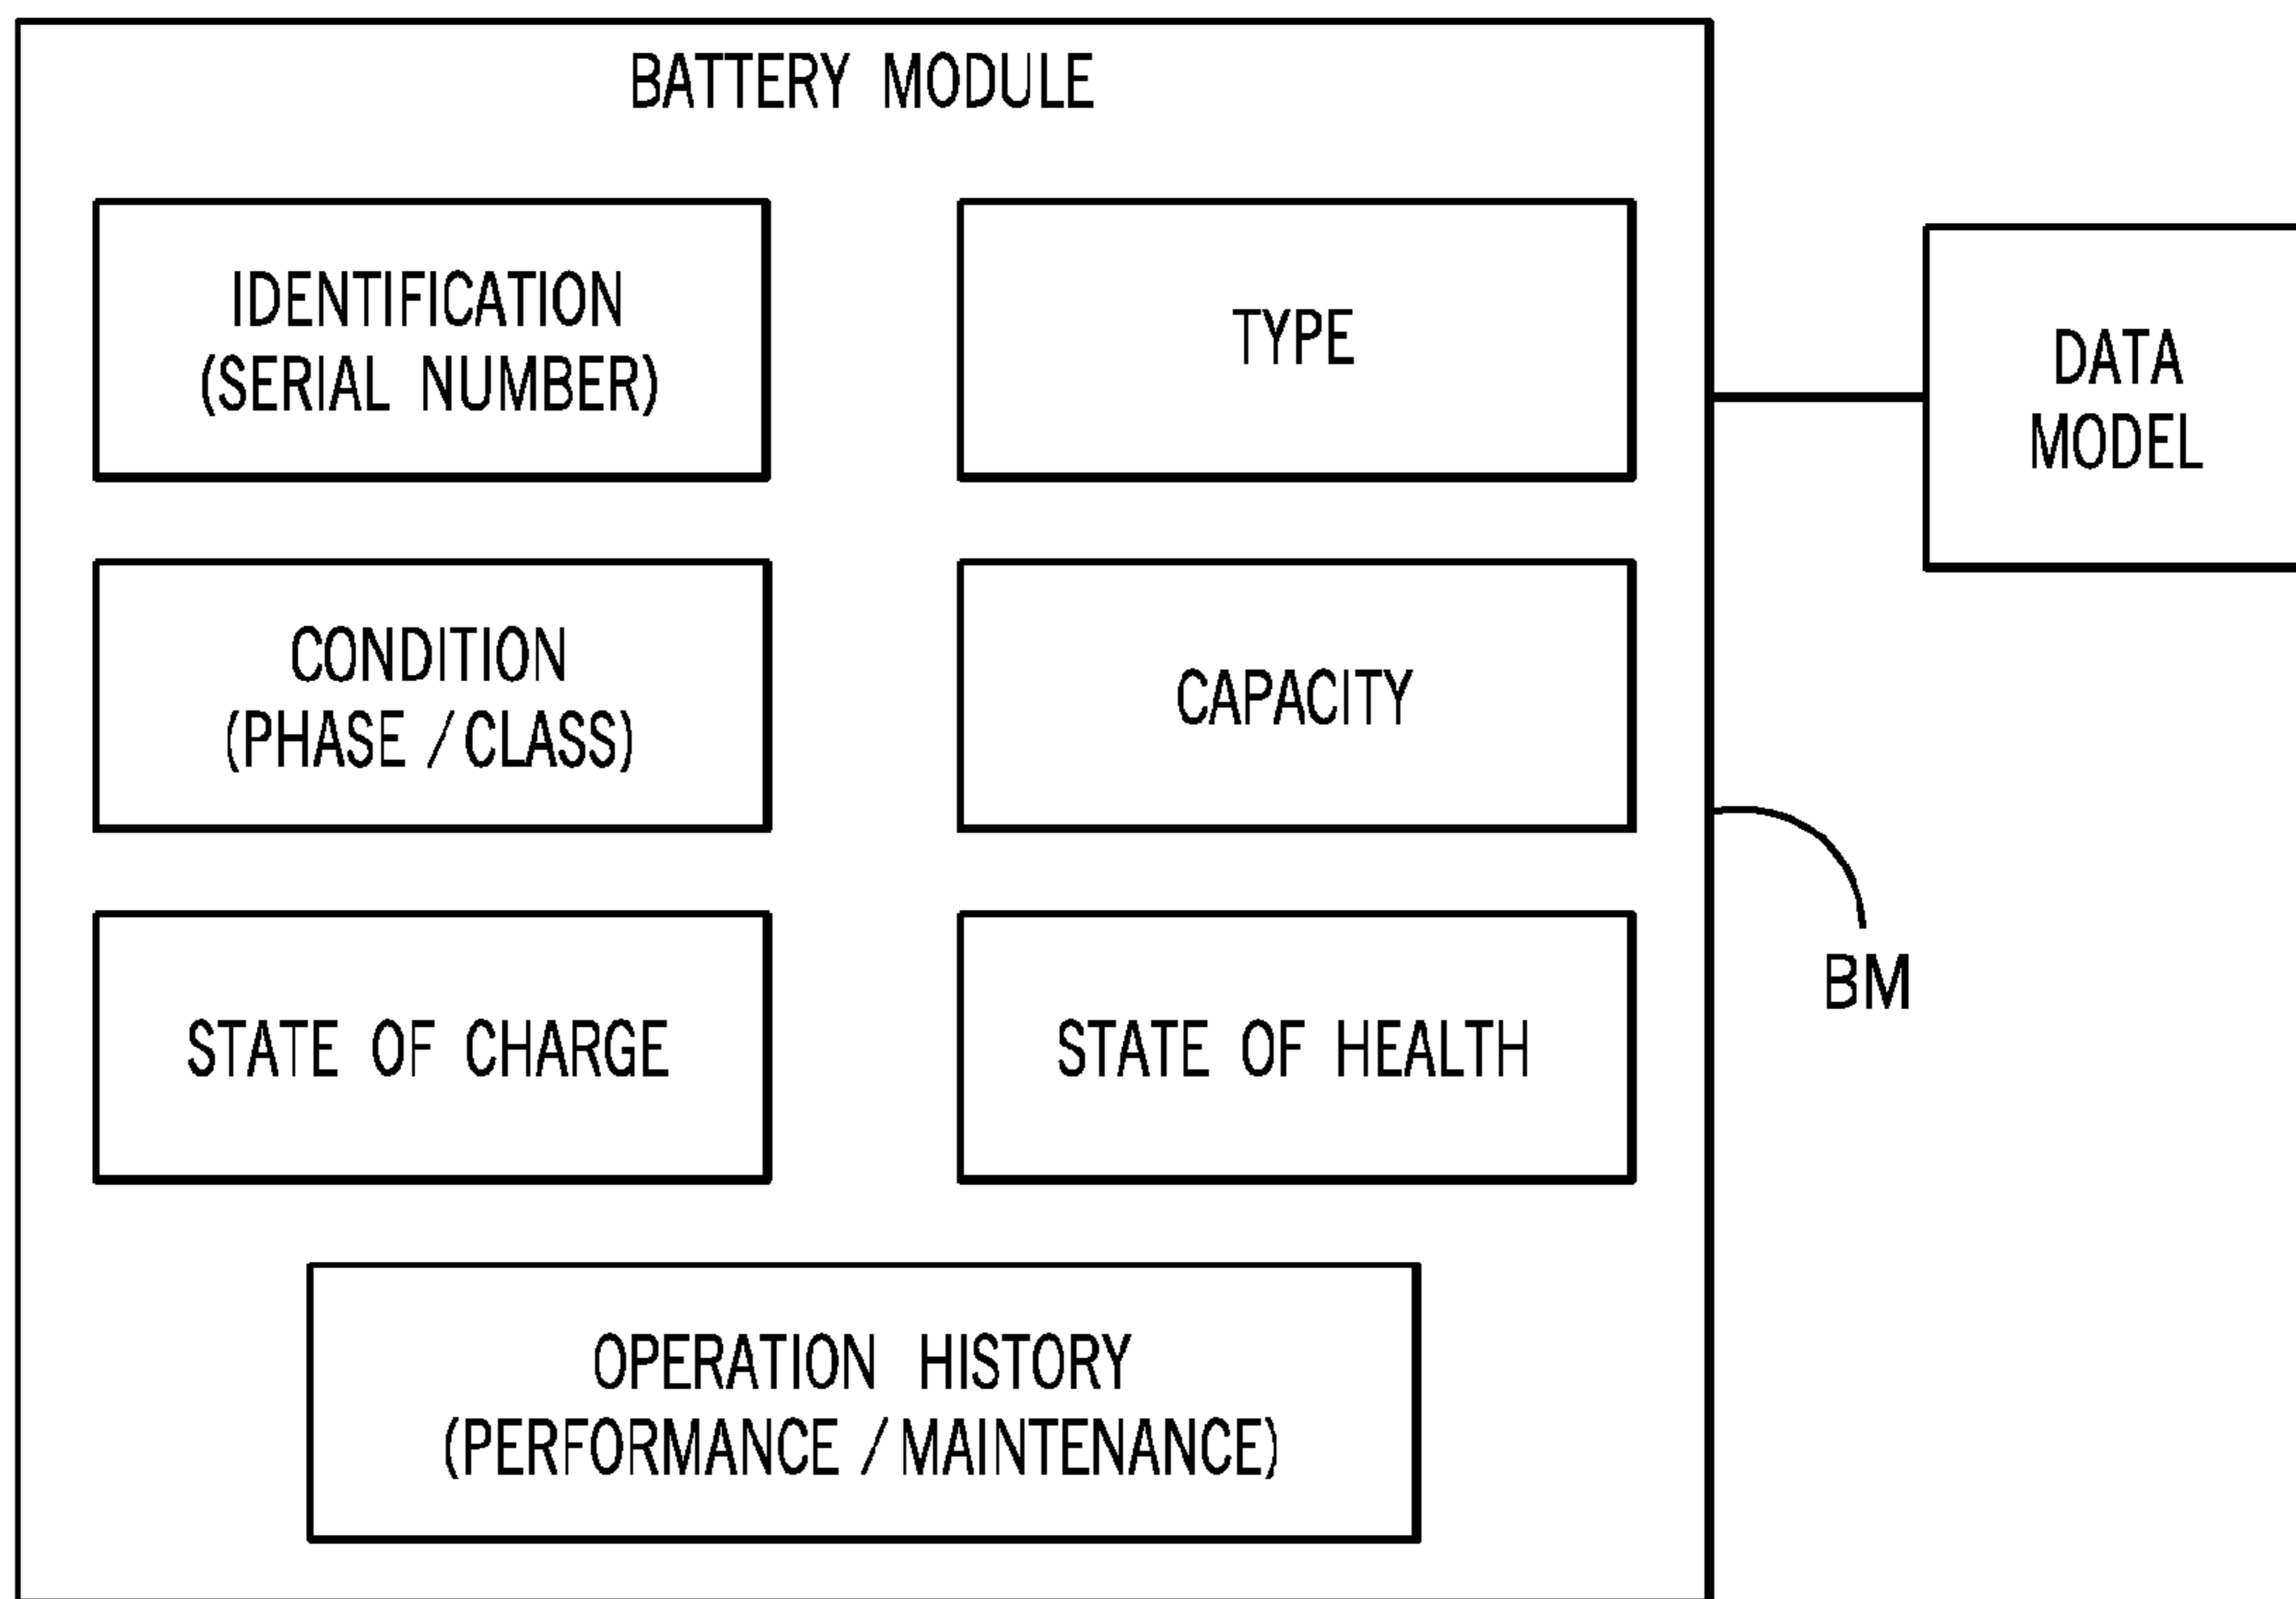 BATTERY MODULE
IDENTIFICATION
(SERIAL NUMBER)
TYPE
DATA
MODEL
CONDITION
(PHASE / CLASS)
CAPACITY
STATE OF CHARGE
STATE OF HEALTH
BM
OPERATION HISTORY
(PERFORMANCE / MAINTENANCE)